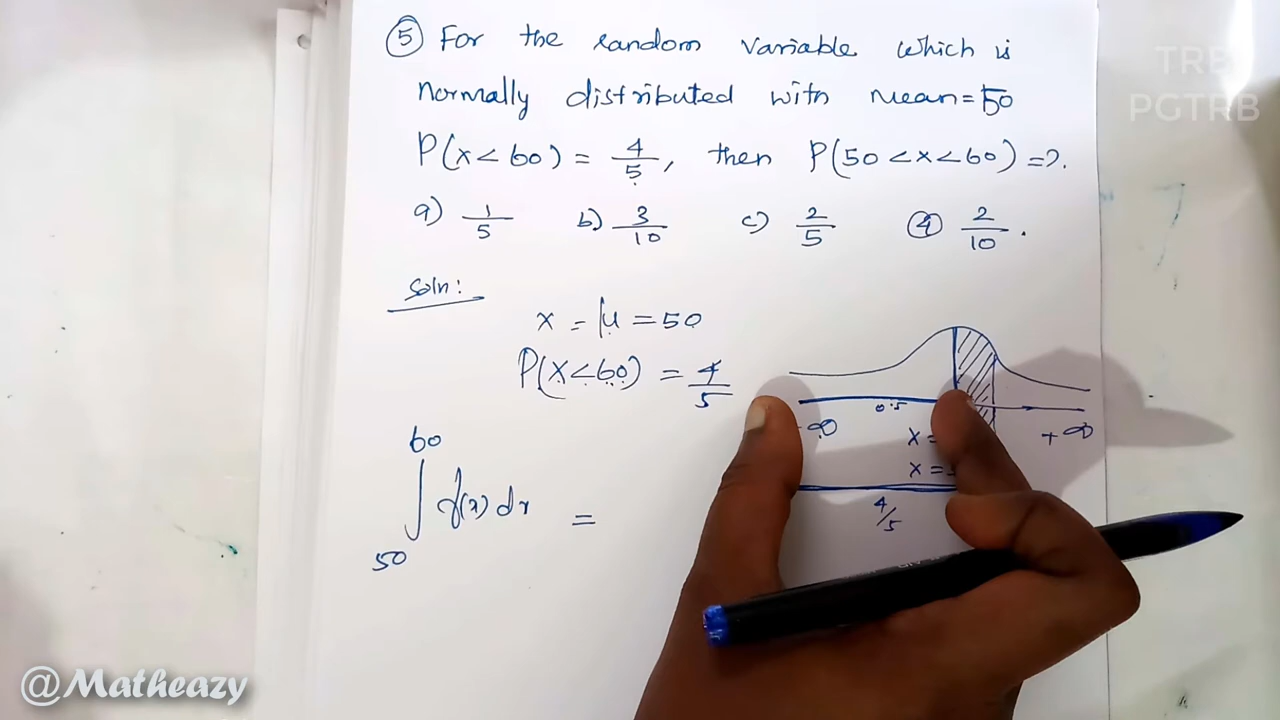 ⑤ For the random variable which is
normally distributed with mean = 50
P(x < 60) = 4/5, then P(50 < x < 60) = ?.
a) 1/5 b) 3/10 c) 2/5 ④ 2/10.
Soln:
x = μ = 50
P(x < 60) = 4/5
60
∫ f(x) dx =
50
0.5
∞ + ∞
x =
x =
4/5
TRB
PGTRB
@Matheazy